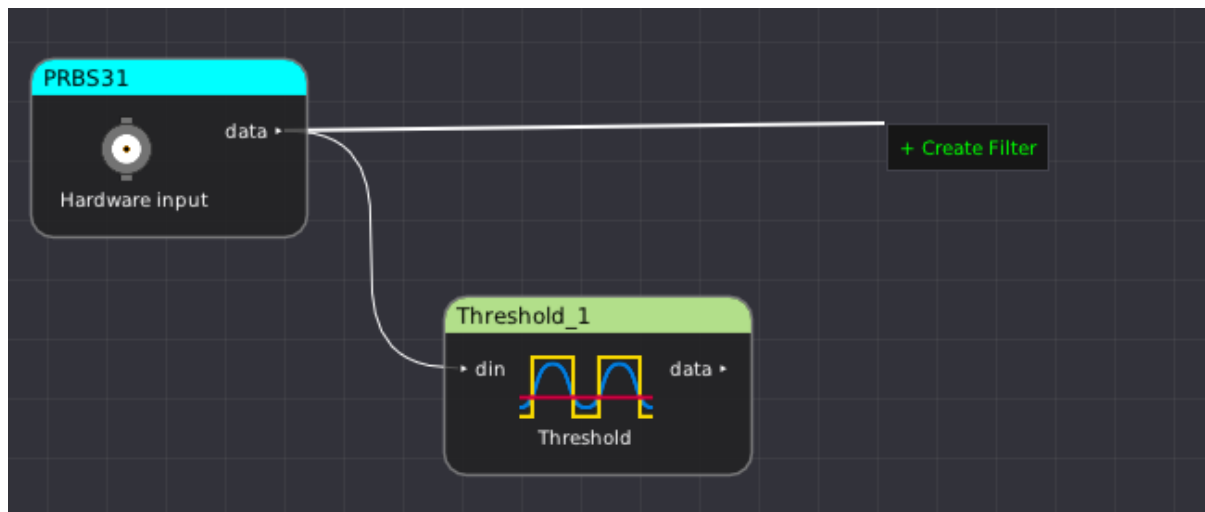 PRBS31
data
Hardware input
+ Create Filter
Threshold_1
din
data
Threshold